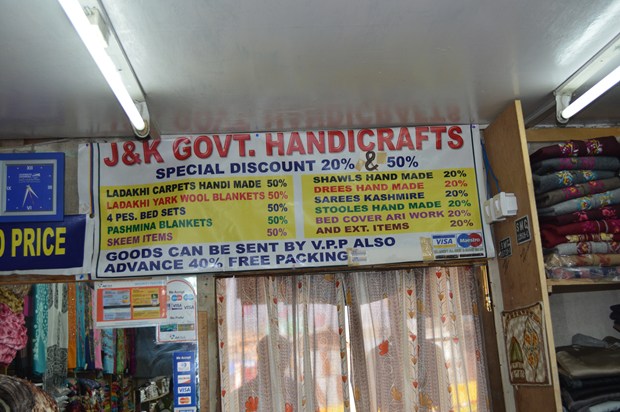 J&K GOVT. HANDICRAFTS
SPECIAL DISCOUNT 20% & 50%
LADAKHI CARPETS HANDI MADE 50%
LADAKHI YARK WOOL BLANKETS 50%
4 PES. BED SETS 50%
PASHMINA BLANKETS 50%
SKEEM ITEMS 50%
SHAWLS HAND MADE 20%
DREES HAND MADE 20%
SAREES KASHMIRE 20%
STOOLES HAND MADE 20%
BED COVER ARI WORK 20%
AND EXT. ITEMS 20%
GOODS CAN BE SENT BY V.P.P ALSO
ADVANCE 40% FREE PACKING
VISA
Maestro
D PRICE
VISA
VISA